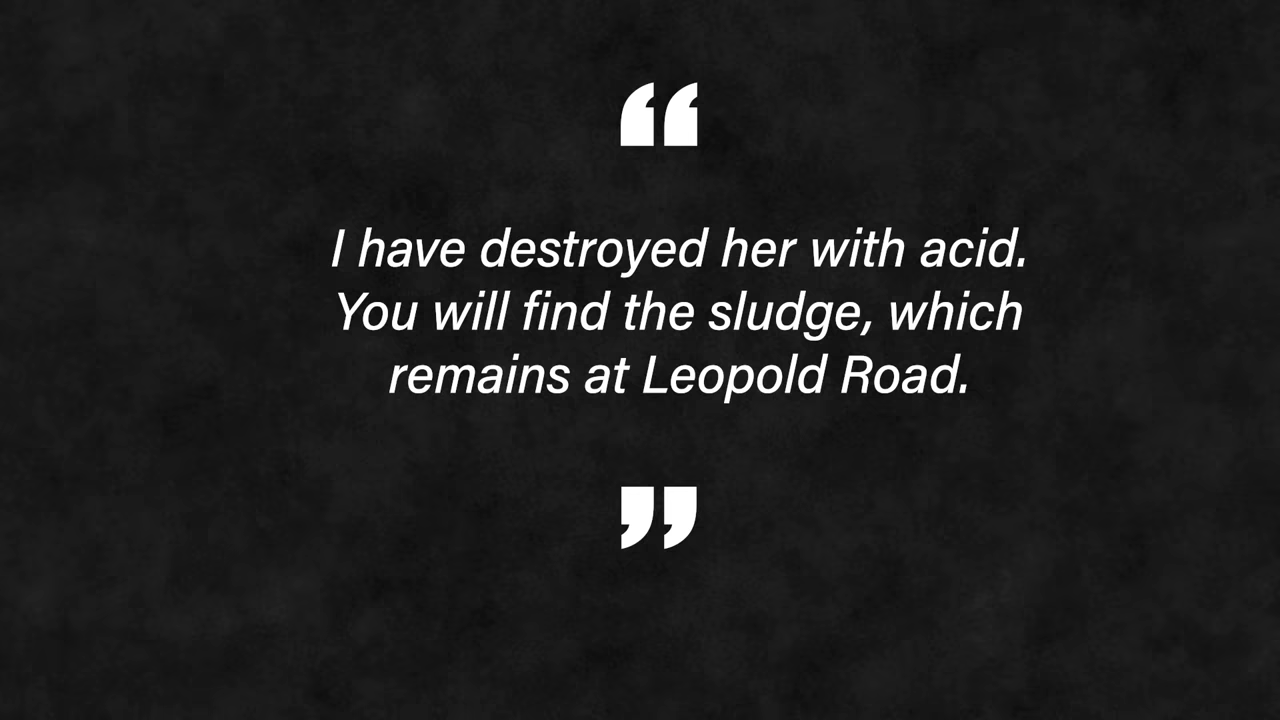 “
I have destroyed her with acid.
You will find the sludge, which
remains at Leopold Road.
”